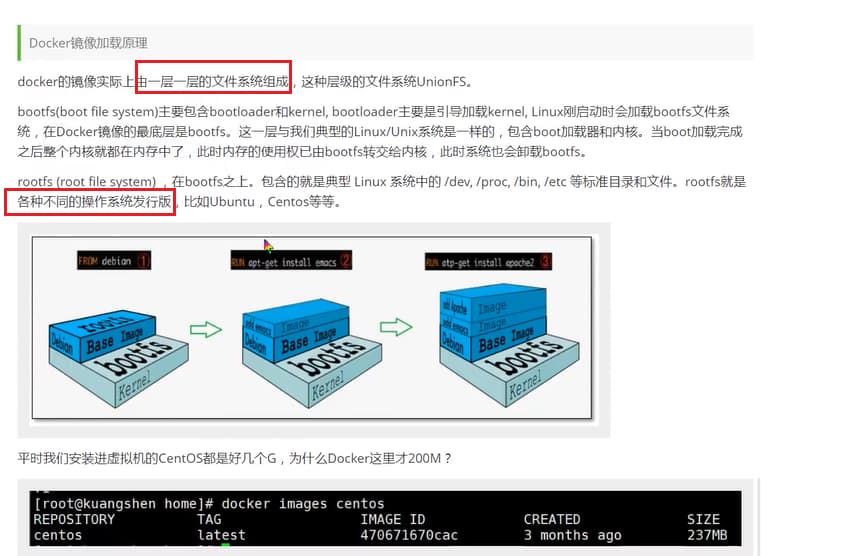 Docker镜像加载原理
docker的镜像实际上由一层一层的文件系统组成，这种层级的文件系统UnionFS。
bootfs(boot file system)主要包含bootloader和kernel, bootloader主要是引导加载kernel, Linux刚启动时会加载bootfs文件系
统，在Docker镜像的最底层是bootfs。这一层与我们典型的Linux/Unix系统是一样的，包含boot加载器和内核。当boot加载完成
之后整个内核就都在内存中了，此时内存的使用权已由bootfs转交给内核，此时系统也会卸载bootfs。
rootfs (root file system) ，在bootfs之上。包含的就是典型 Linux 系统中的 /dev, /proc, /bin, /etc 等标准目录和文件。rootfs就是
各种不同的操作系统发行版，比如Ubuntu，Centos等等。
FROM debian 1
RUN apt-get install emacs 2
RUN atp-get install apache2 3
rootfs
Debian
Base Image
bootfs
Kernel
add emacs
Image
Debian
Base Image
bootfs
Kernel
add Apache
Image
add emacs
Image
Debian
Base Image
bootfs
Kernel
平时我们安装进虚拟机的CentOS都是好几个G，为什么Docker这里才200M？
[root@kuangshen home]# docker images centos
REPOSITORY TAG IMAGE ID CREATED SIZE
centos latest 470671670cac 3 months ago 237MB